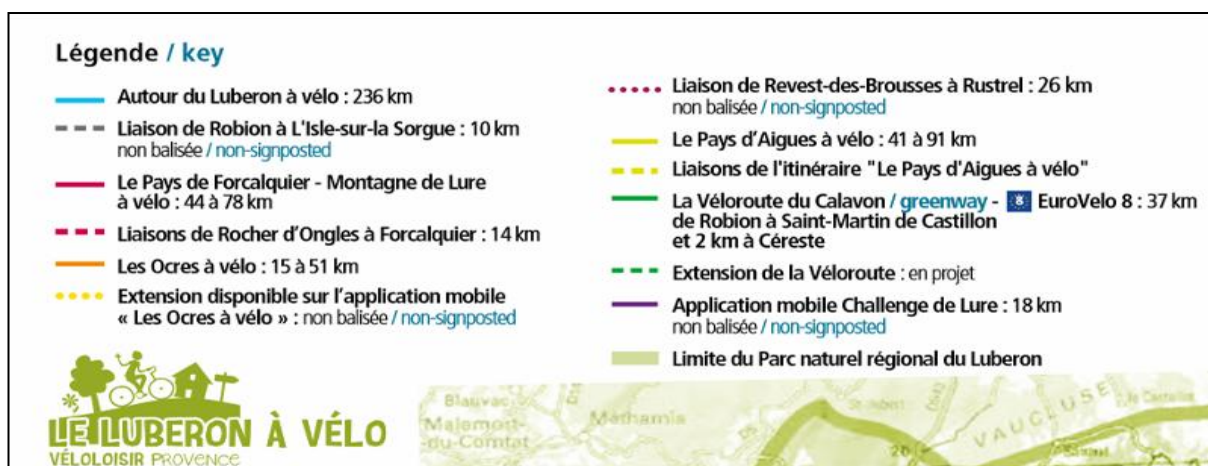 Légende / key
Autour du Luberon à vélo : 236 km
Liaison de Robion à L'Isle-sur-la Sorgue : 10 km
non balisée / non-signposted
Le Pays de Forcalquier - Montagne de Lure
à vélo : 44 à 78 km
Liaisons de Rocher d'Ongles à Forcalquier : 14 km
Les Ocres à vélo : 15 à 51 km
Extension disponible sur l'application mobile
« Les Ocres à vélo » : non balisée / non-signposted
Liaison de Revest-des-Brousses à Rustrel : 26 km
non balisée / non-signposted
Le Pays d'Aigues à vélo : 41 à 91 km
Liaisons de l'itinéraire "Le Pays d'Aigues à vélo"
La Véloroute du Calavon / greenway - EuroVelo 8 : 37 km
de Robion à Saint-Martin de Castillon
et 2 km à Céreste
Extension de la Véloroute : en projet
Application mobile Challenge de Lure : 18 km
non balisée / non-signposted
Limite du Parc naturel régional du Luberon
LE LUBERON À VÉLO
VÉLOLOISIR PROVENCE
Blauvac
Malemort-
du-Comtat
Methamis
VAUCLUSE